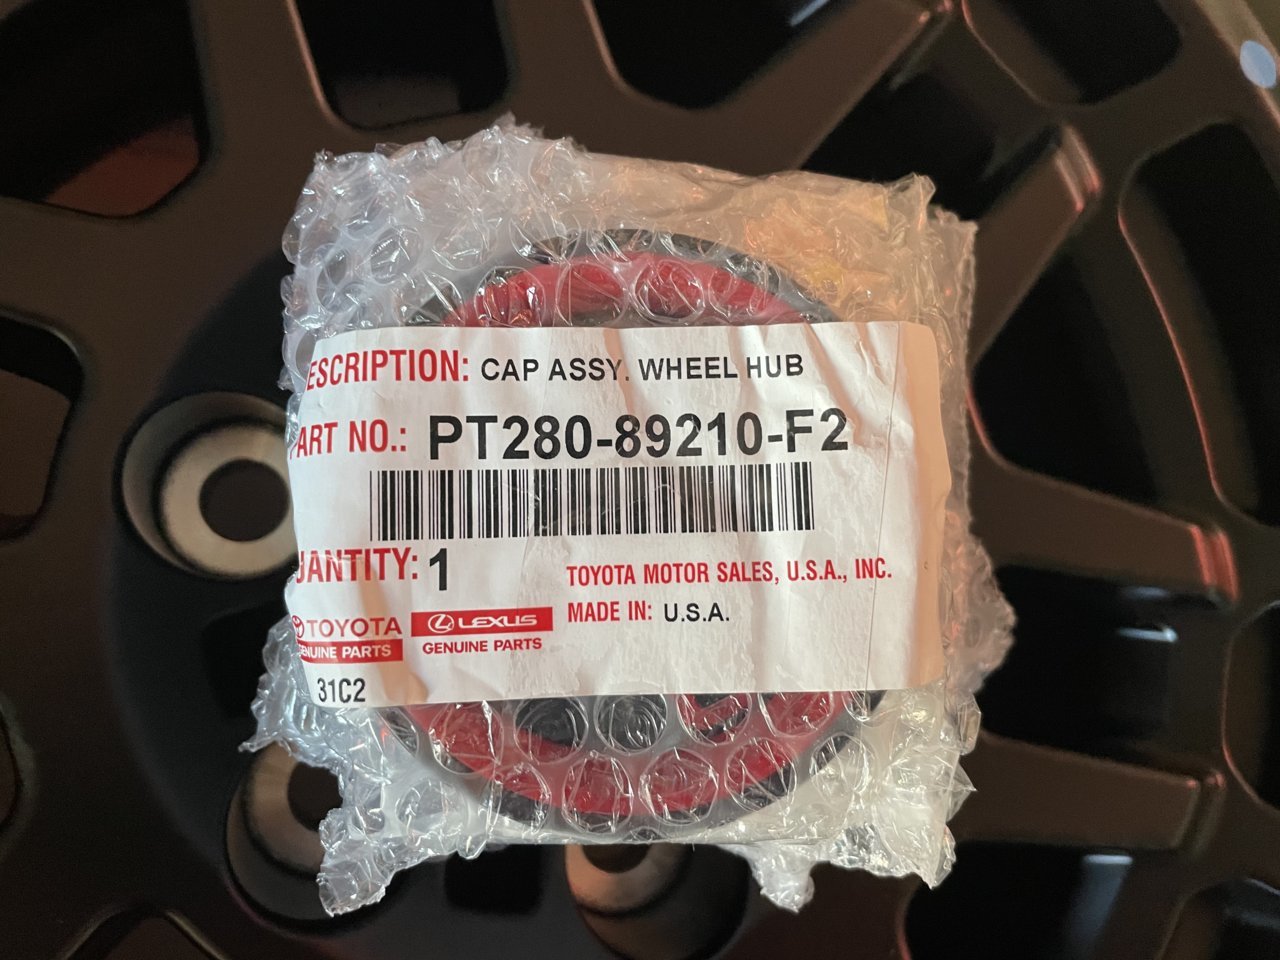 ESCRIPTION: CAP ASSY. WHEEL HUB
ART NO.: PT280-89210-F2
UANTITY: 1
TOYOTA MOTOR SALES, U.S.A., INC.
MADE IN: U.S.A.
TOYOTA
GENUINE PARTS
LEXUS
GENUINE PARTS
31C2